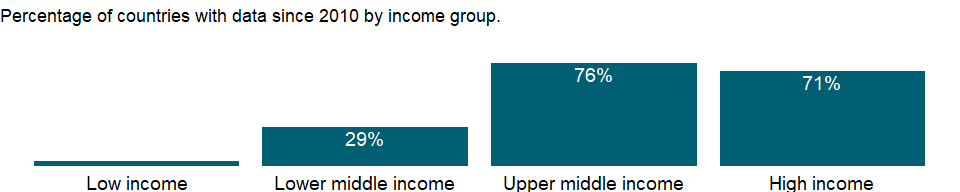 Percentage of countries with data since 2010 by income group.
29%
76%
71%
Low income
Lower middle income
Upper middle income
High income